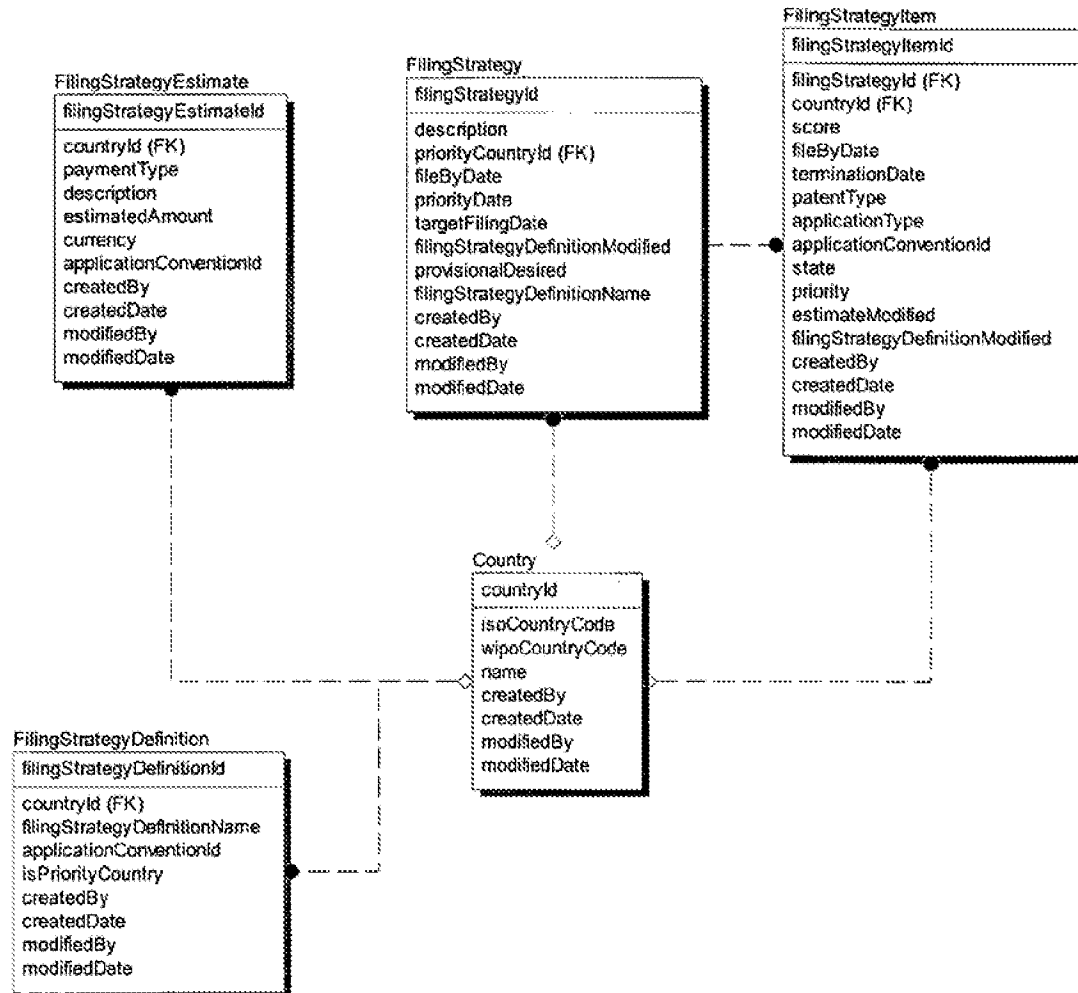 FilingStrategyEstimate
filingStrategyEstimateId
countryId (FK)
paymentType
description
estimatedAmount
currency
applicationConventionId
createdBy
createdDate
modifiedBy
modifiedDate
FilingStrategy
filingStrategyId
description
priorityCountryId (FK)
fileByDate
priorityDate
targetFilingDate
filingStrategyDefinitionModified
provisionalDesired
filingStrategyDefinitionName
createdBy
createdDate
modifiedBy
modifiedDate
FilingStrategyItem
filingStrategyItemId
filingStrategyId (FK)
countryId (FK)
score
fileByDate
terminationDate
patentType
applicationType
applicationConventionId
state
priority
estimateModified
filingStrategyDefinitionModified
createdBy
createdDate
modifiedBy
modifiedDate
Country
countryId
isoCountryCode
wipoCountryCode
name
createdBy
createdDate
modifiedBy
modifiedDate
FilingStrategyDefinition
filingStrategyDefinitionId
countryId (FK)
filingStrategyDefinitionName
applicationConventionId
isPriorityCountry
createdBy
createdDate
modifiedBy
modifiedDate